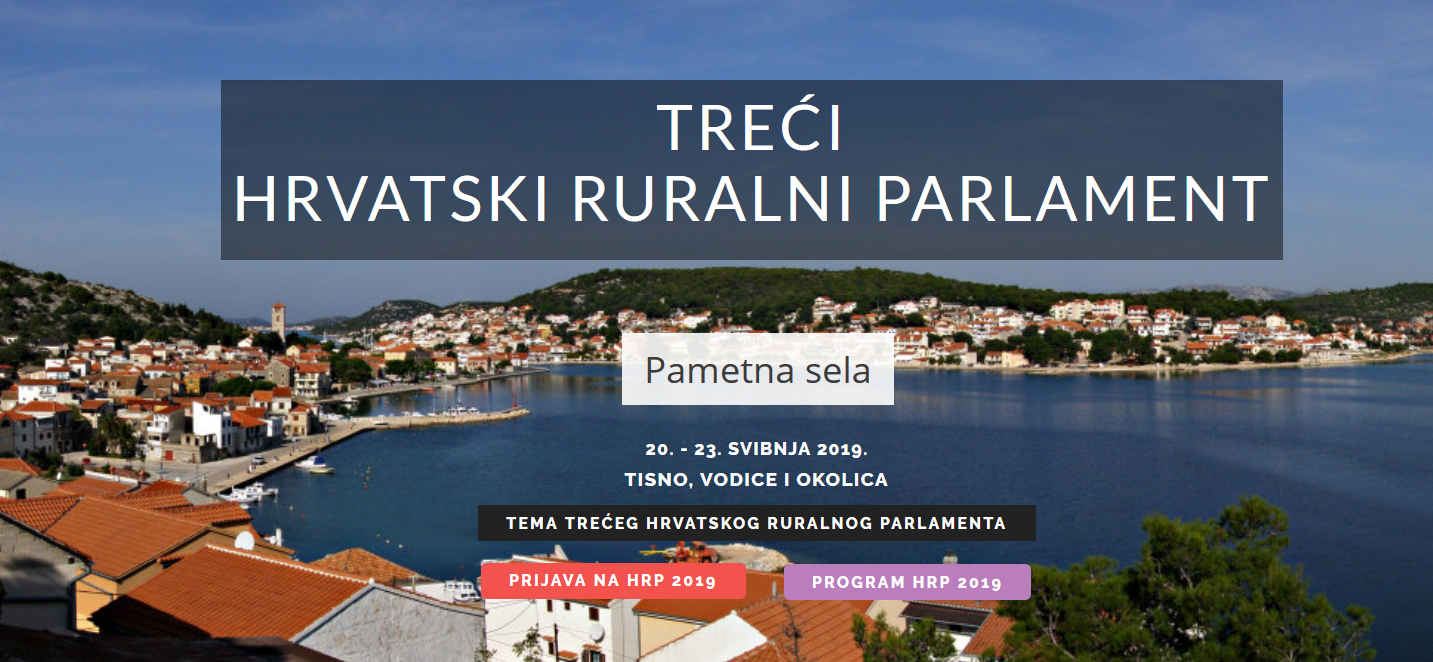 TREĆI
HRVATSKI RURALNI PARLAMENT
Pametna sela
20. - 23. SVIBNJA 2019.
TISNO, VODICE I OKOLICA
TEMA TREĆEG HRVATSKOG RURALNOG PARLAMENTA
PRIJAVA NA HRP 2019
PROGRAM HRP 2019